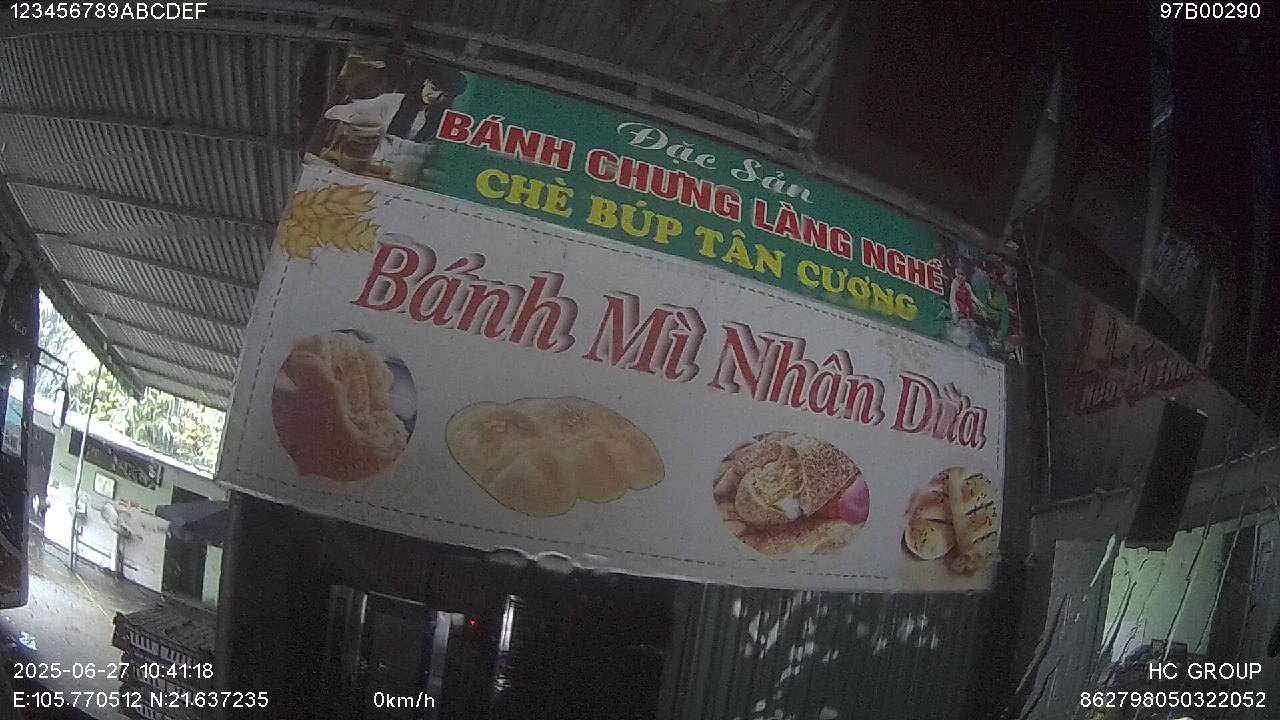 123456789ABCDEF
97B00290
Đặc Sản
BÁNH CHƯNG LÀNG NGHỀ
CHÈ BÚP TÂN CƯƠNG
Bánh Mì Nhân Dừa
2025-06-27 10:41:18
HC GROUP
E:105.770512 N:21.637235
0km/h
862798050322052